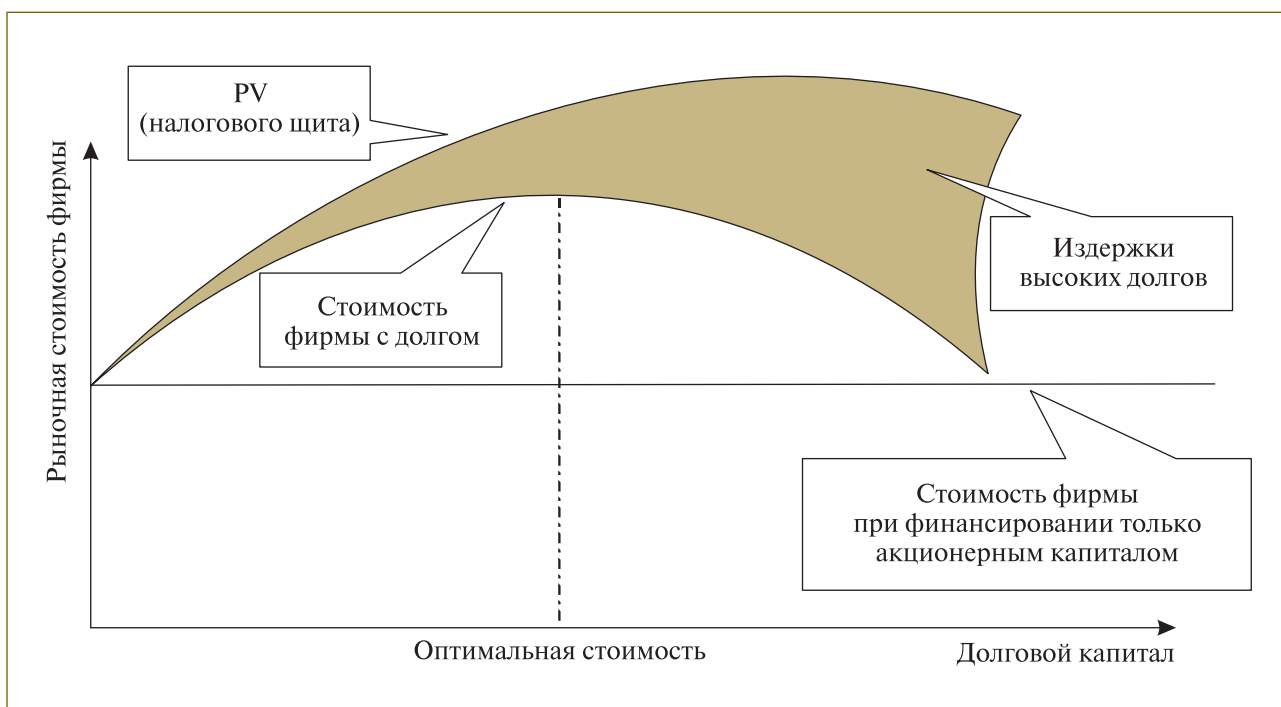 PV
(налогового щита)
Рыночная стоимость фирмы
Стоимость
фирмы с долгом
Издержки
высоких долгов
Стоимость фирмы
при финансировании только
акционерным капиталом
Оптимальная стоимость
Долговой капитал